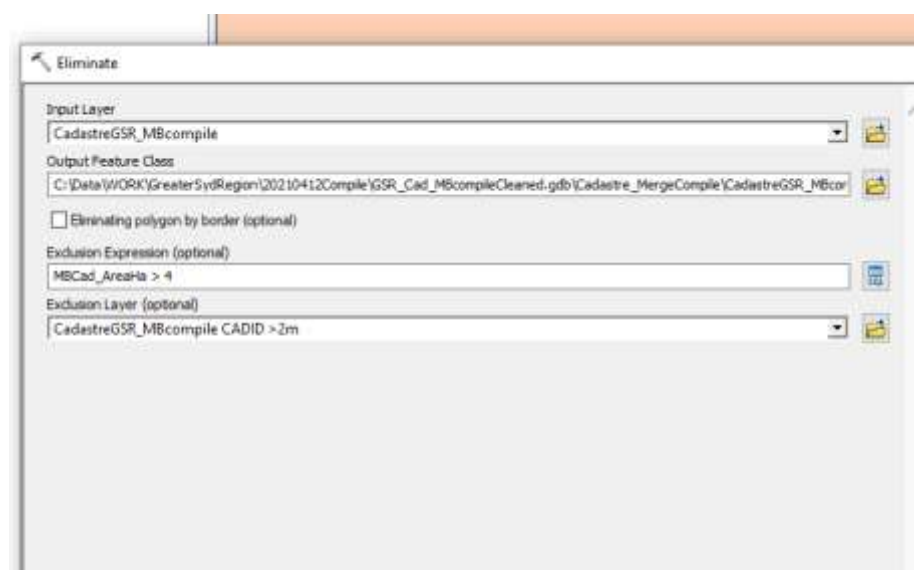 Eliminate
Input Layer
CadastreGSR_MBcompile
Output Feature Class
C:\Data\WORK\GreaterSydRegion\20210412Compile\GSR_Cad_MBcompileCleaned.gdb\Cadastre_MergeCompile\CadastreGSR_MBcor
Eliminating polygon by border (optional)
Exclusion Expression (optional)
MBCad_AreaHa > 4
Exclusion Layer (optional)
CadastreGSR_MBcompile CADID >2m